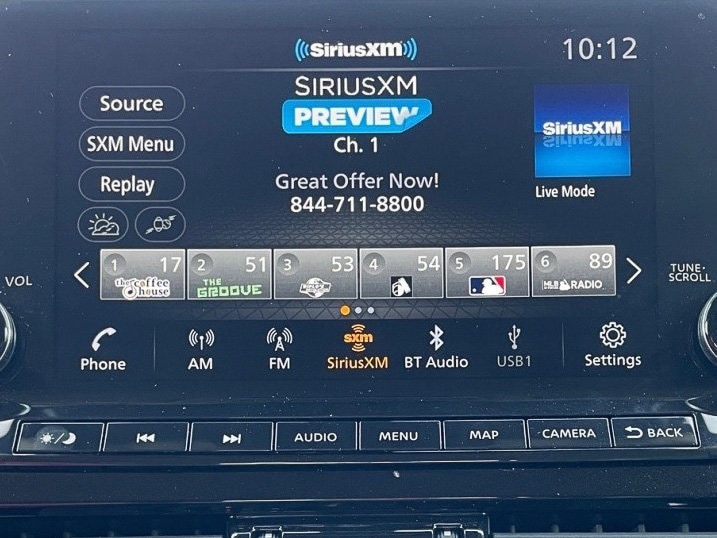 SiriusXM
10:12
SIRIUSXM
PREVIEW
Ch. 1
Great Offer Now!
844-711-8800
Source
SXM Menu
Replay
SiriusXM
Live Mode
1 17
the coffee
house
2 51
THE
GROOVE
3 53
4 54
5 175
6 89
MLB
RADIO
VOL
TUNE·
SCROLL
Phone
AM
FM
sxm
SiriusXM
BT Audio
USB1
Settings
AUDIO
MENU
MAP
CAMERA
BACK